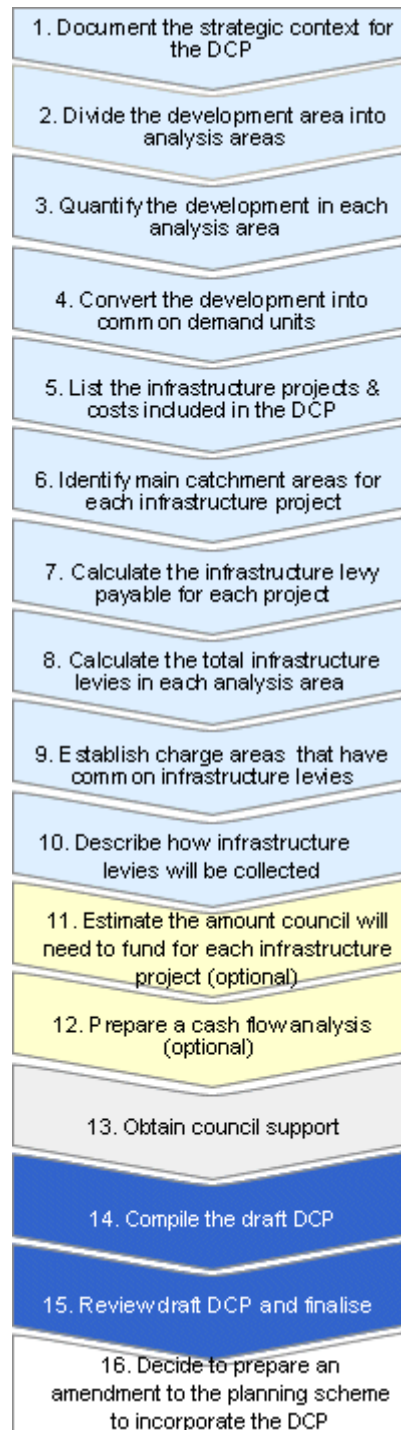 1. Document the strategic context for
the DCP
2. Divide the development area into
analysis areas
3. Quantify the development in each
analysis area
4. Convert the development into
common demand units
5. List the infrastructure projects &
costs included in the DCP
6. Identify main catchment areas for
each infrastructure project
7. Calculate the infrastructure levy
payable for each project
8. Calculate the total infrastructure
levies in each analysis area
9. Establish charge areas that have
common infrastructure levies
10. Describe how infrastructure
levies will be collected
11. Estimate the amount council will
need to fund for each infrastructure
project (optional)
12. Prepare a cash flow analysis
(optional)
13. Obtain council support
14. Compile the draft DCP
15. Review draft DCP and finalise
16. Decide to prepare an
amendment to the planning scheme
to incorporate the DCP